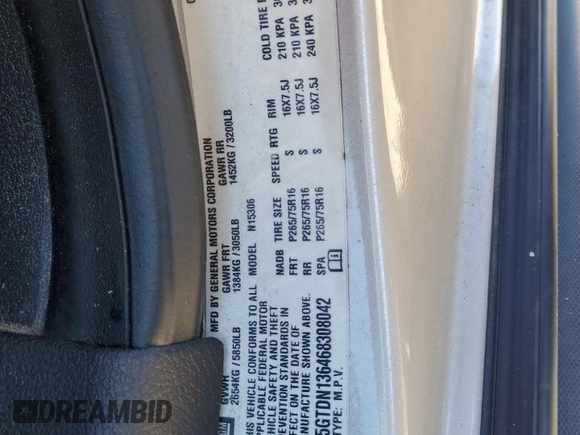 MFD BY GENERAL MOTORS CORPORATION
GVWR GAWR FRT GAWR RR
2654KG / 5850LB 1384KG / 3050LB 1452KG / 3200LB
THIS VEHICLE CONFORMS TO ALL
APPLICABLE FEDERAL MOTOR
VEHICLE SAFETY AND THEFT
PREVENTION STANDARDS IN
EFFECT ON THE DATE OF
MANUFACTURE SHOWN ABOVE.
5GTDN136468308042
TYPE: M.P.V.
MODEL N15306
NADB TIRE SIZE SPEED RTG RIM COLD TIRE
FRT P265/75R16 S 16X7.5J 210 KPA
RR P265/75R16 S 16X7.5J 210 KPA
SPA P265/75R16 S 16X7.5J 240 KPA
AUTOHELPERBOT